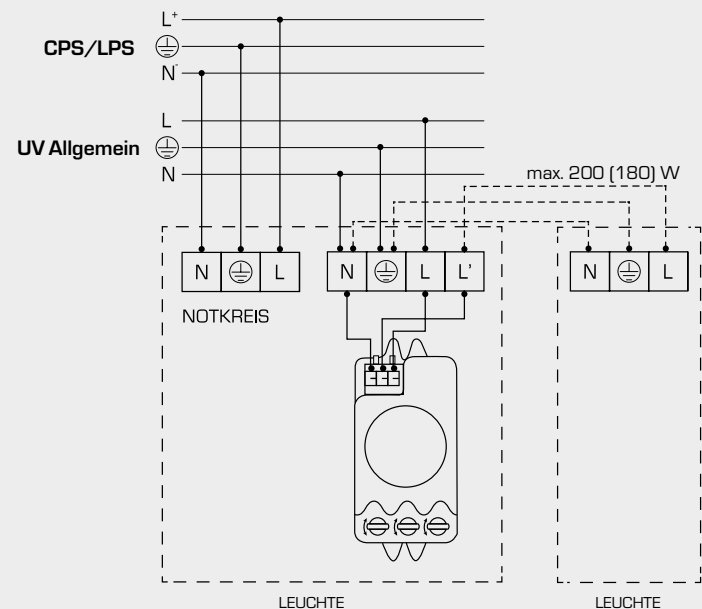 L+
CPS/LPS
N-
L
UV Allgemein
N
max. 200 (180) W
N L
N L L'
N L
NOTKREIS
LEUCHTE
LEUCHTE